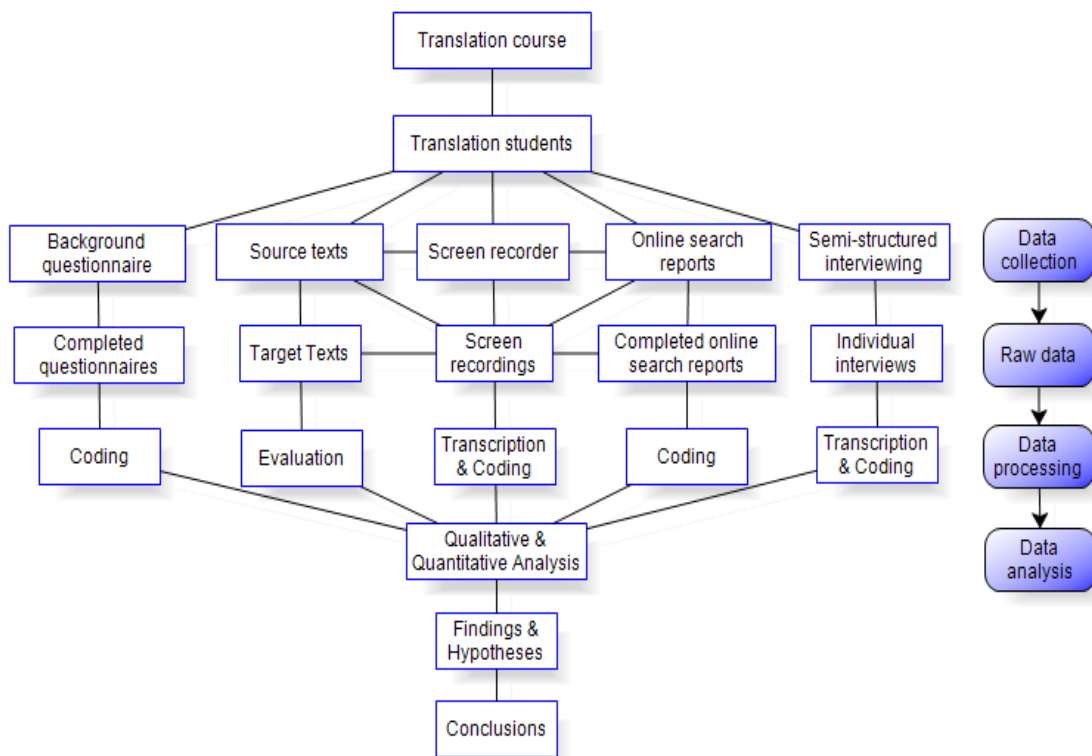 Translation course
Translation students
Background
questionnaire
Source texts
Screen recorder
Online search
reports
Semi-structured
interviewing
Data
collection
Completed
questionnaires
Target Texts
Screen
recordings
Completed online
search reports
Individual
interviews
Raw data
Coding
Evaluation
Transcription
& Coding
Coding
Transcription
& Coding
Data
processing
Qualitative &
Quantitative Analysis
Data
analysis
Findings &
Hypotheses
Conclusions